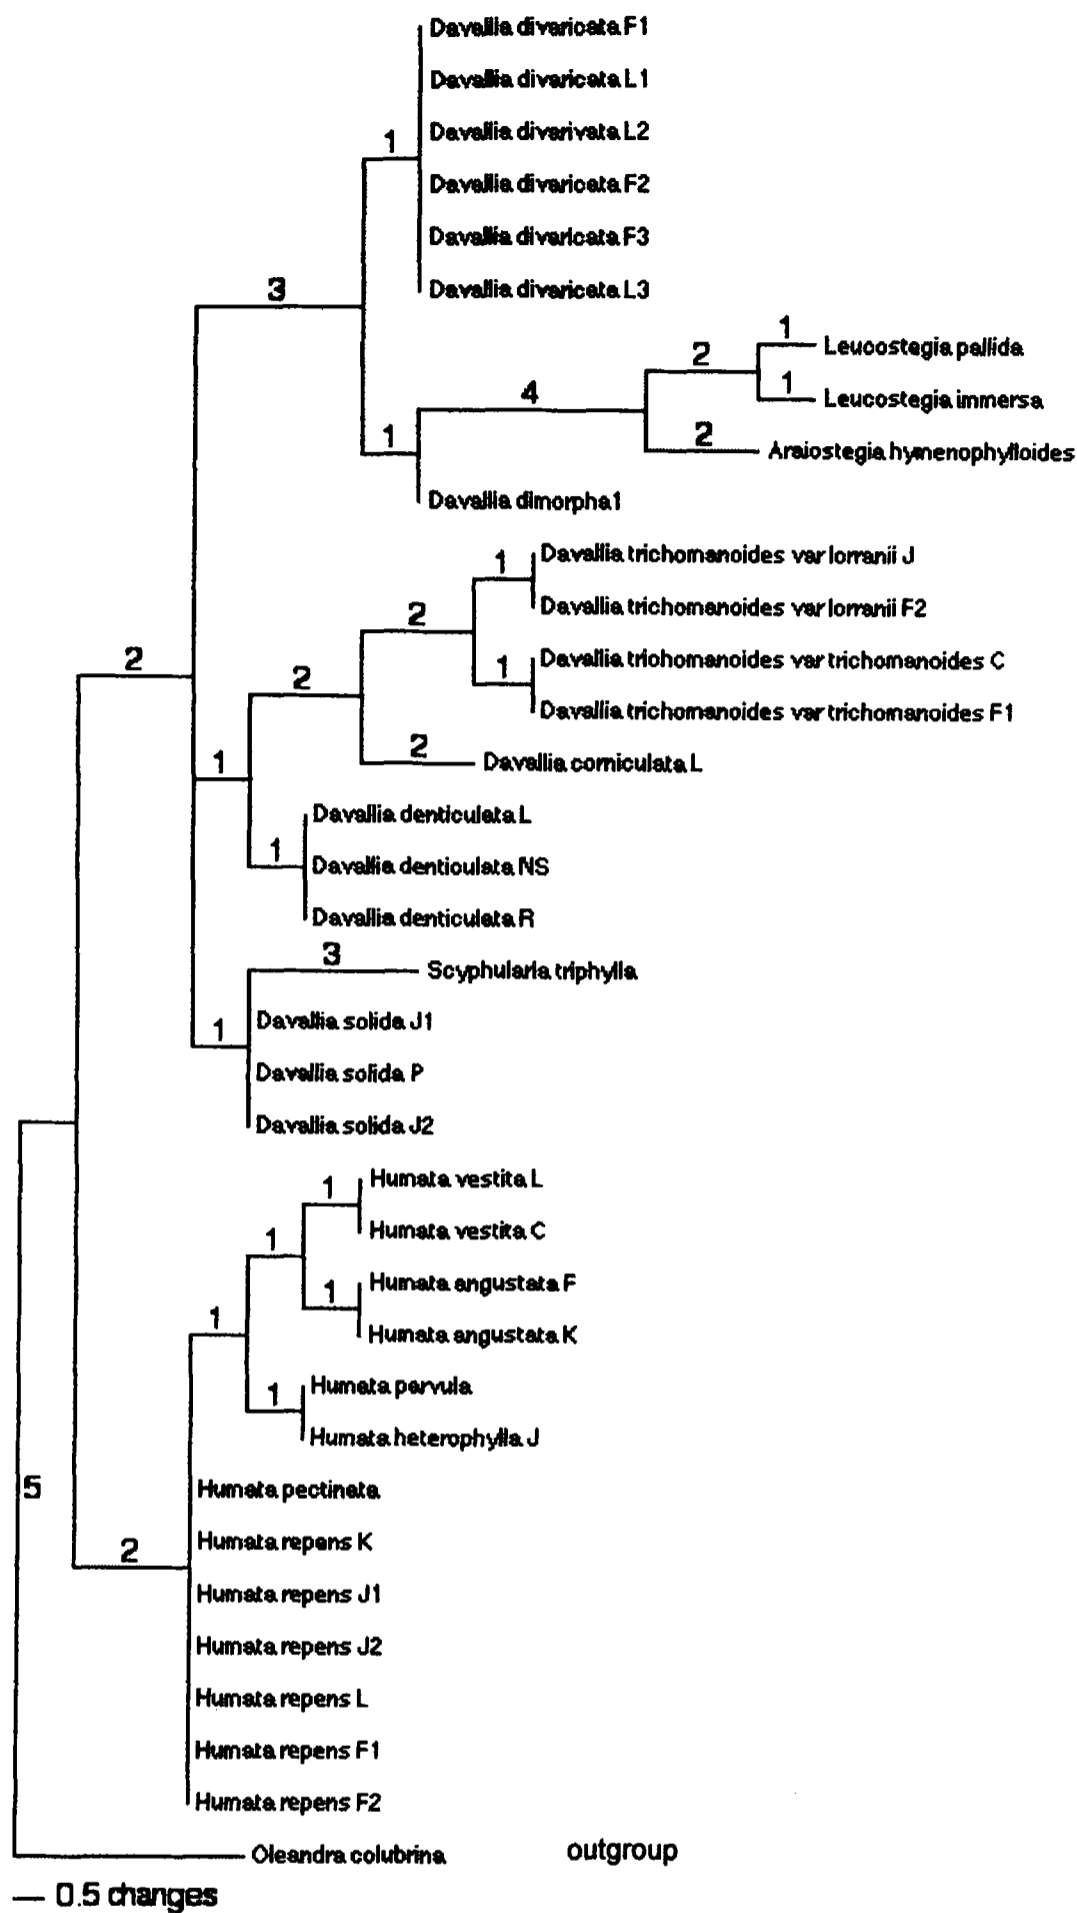 Davallia divaricata F1
Davallia divaricata L1
1
Davallia divarivata L2
Davallia divaricata F2
Davallia divaricata F3
3
Davallia divaricata L3
1
Leucostegia pallida
2
1
Leucostegia immersa
4
1
2
Araiostegia hymenophylloides
Davallia dimorpha1
1
Davallia trichomanoides var lorranii J
2
Davallia trichomanoides var lorranii F2
2
1
Davallia trichomanoides var trichomanoides C
2
Davallia trichomanoides var trichomanoides F1
2
1
Davallia corniculata L
Davallia denticulata L
1
Davallia denticulata NS
Davallia denticulata R
3
Scyphularia triphylla
1
Davallia solida J1
Davallia solida P
Davallia solida J2
1
Humata vestita L
1
Humata vestita C
1
Humata angustata F
1
Humata angustata K
1
Humata parvula
Humata heterophylla J
5
Humata pectinata
2
Humata repens K
Humata repens J1
Humata repens J2
Humata repens L
Humata repens F1
Humata repens F2
Oleandra colubrina outgroup
0.5 changes